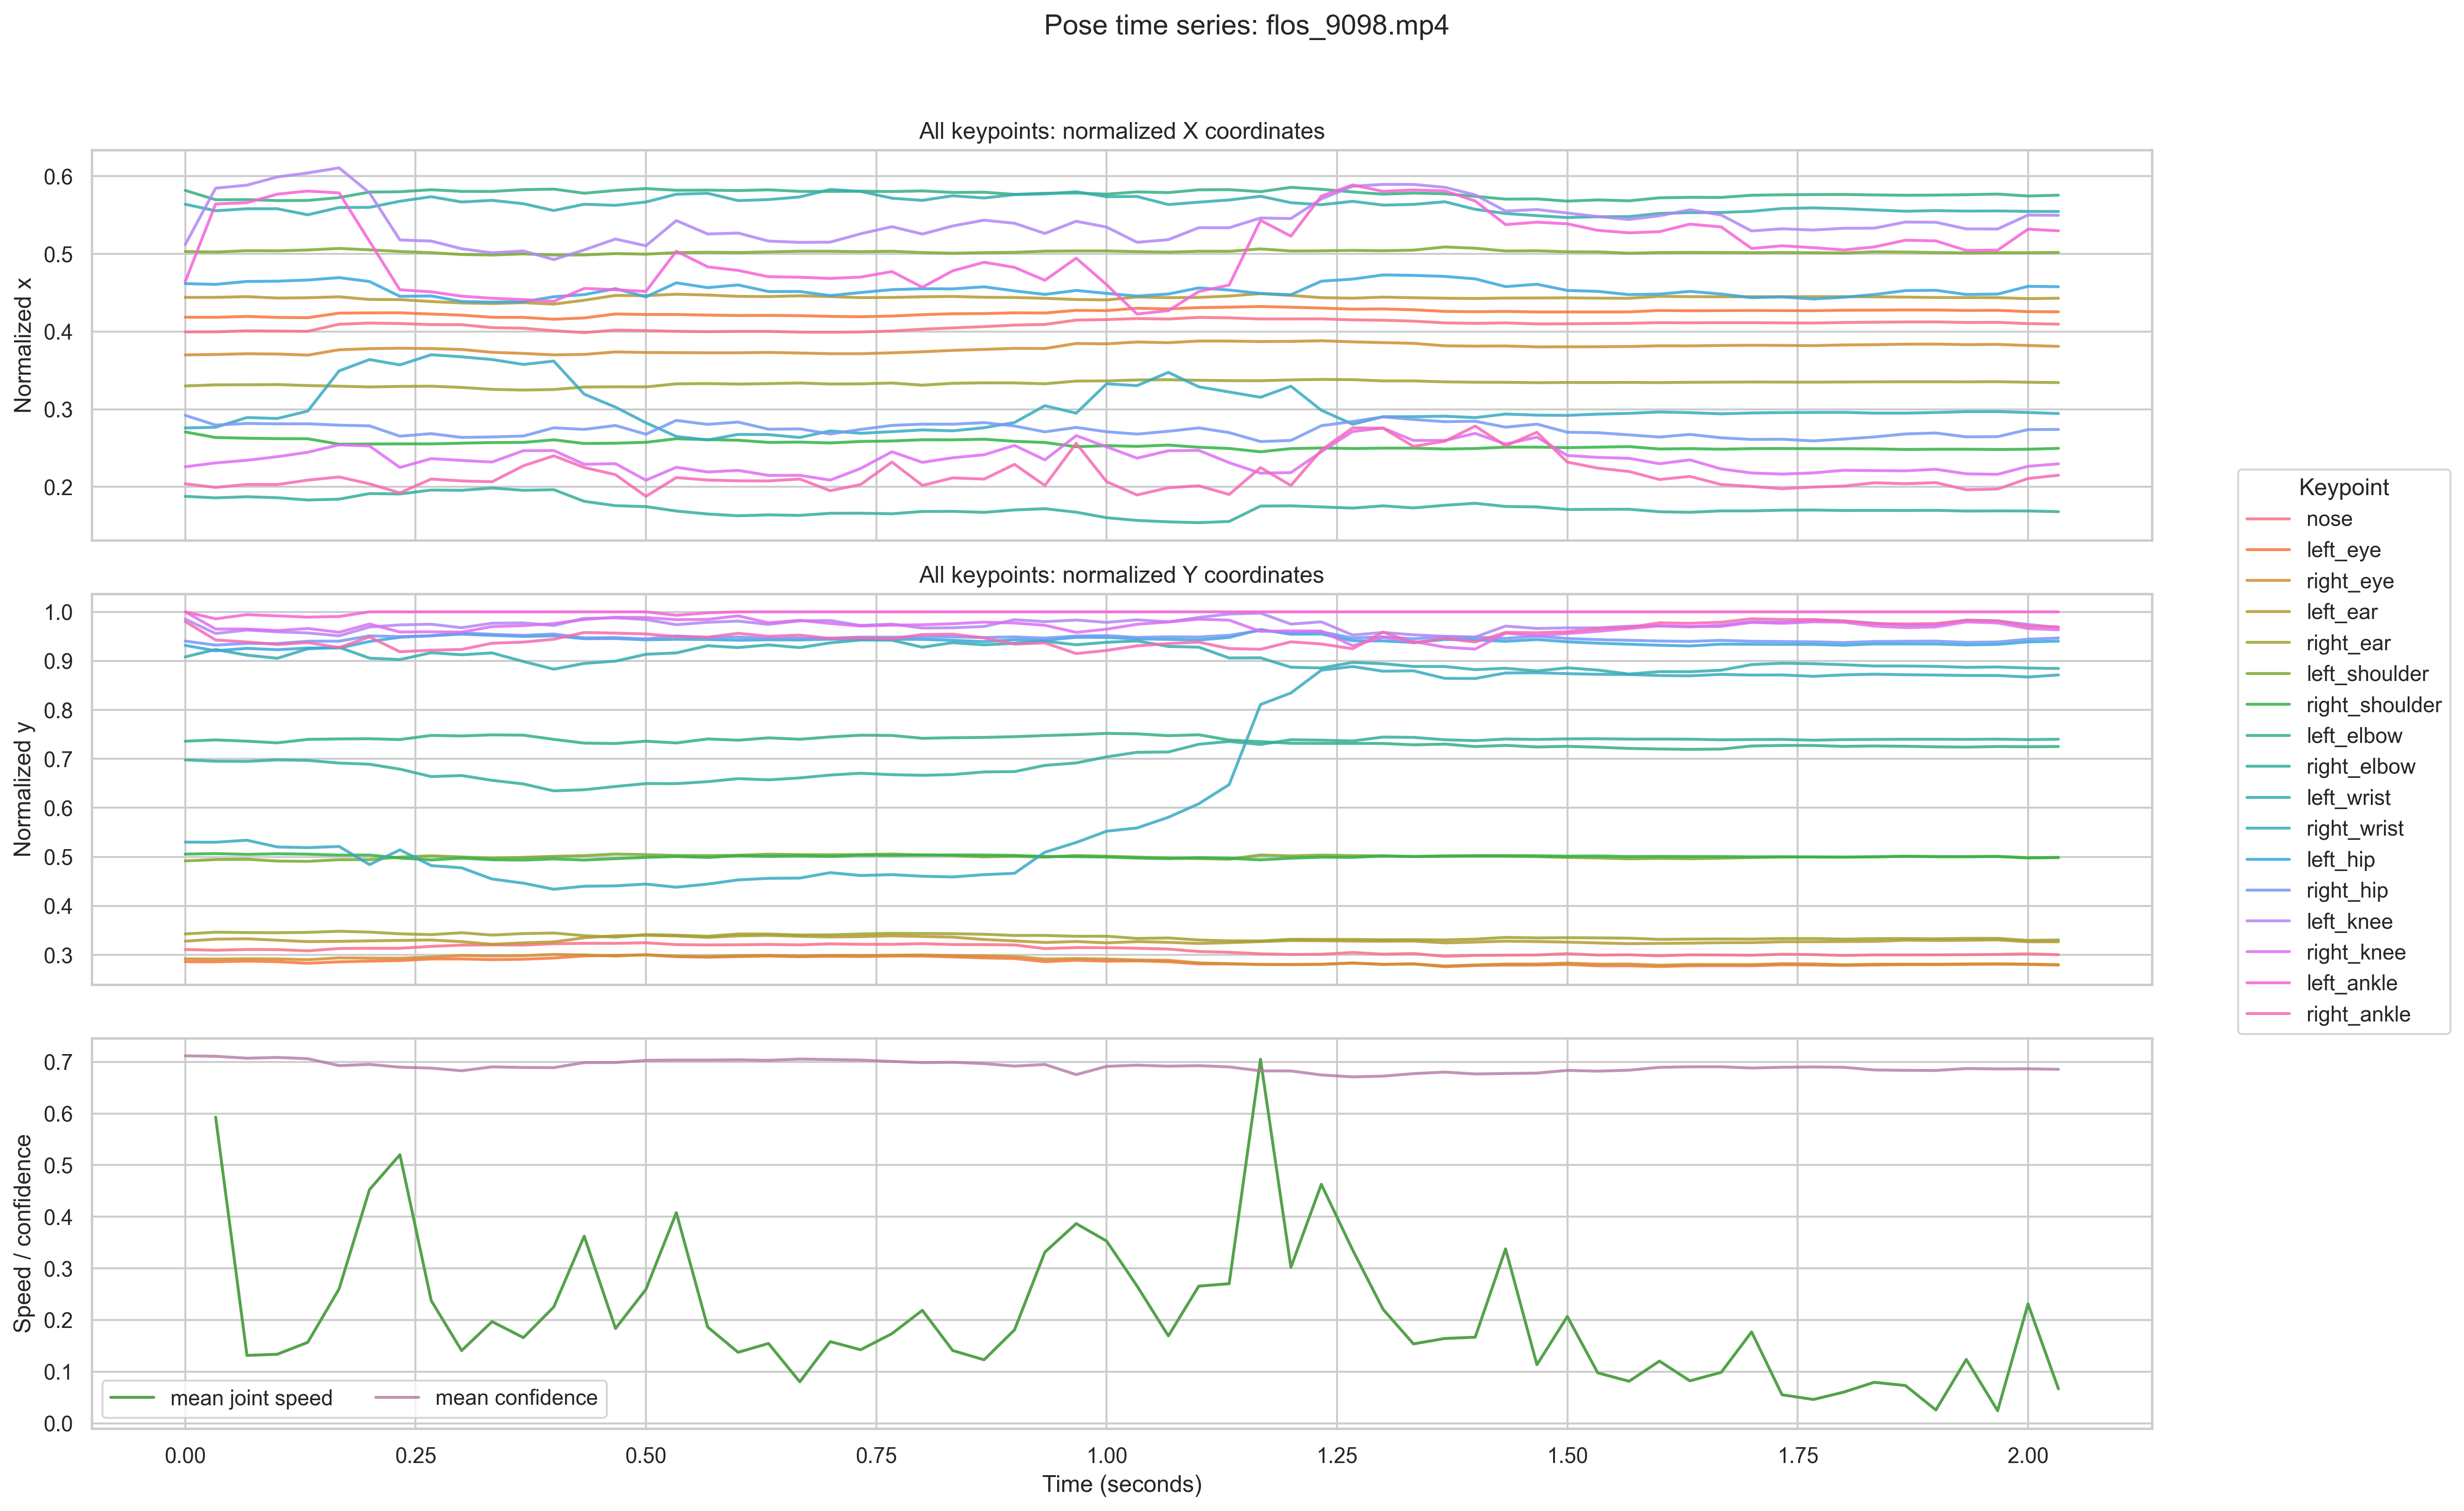 Pose time series: flos_9098.mp4
All keypoints: normalized X coordinates
Normalized x
0.6
0.5
0.4
0.3
0.2
All keypoints: normalized Y coordinates
Normalized y
1.0
0.9
0.8
0.7
0.6
0.5
0.4
0.3
Keypoint
nose
left_eye
right_eye
left_ear
right_ear
left_shoulder
right_shoulder
left_elbow
right_elbow
left_wrist
right_wrist
left_hip
right_hip
left_knee
right_knee
left_ankle
right_ankle
Speed / confidence
0.7
0.6
0.5
0.4
0.3
0.2
0.1
0.0
mean joint speed mean confidence
0.00 0.25 0.50 0.75 1.00 1.25 1.50 1.75 2.00
Time (seconds)